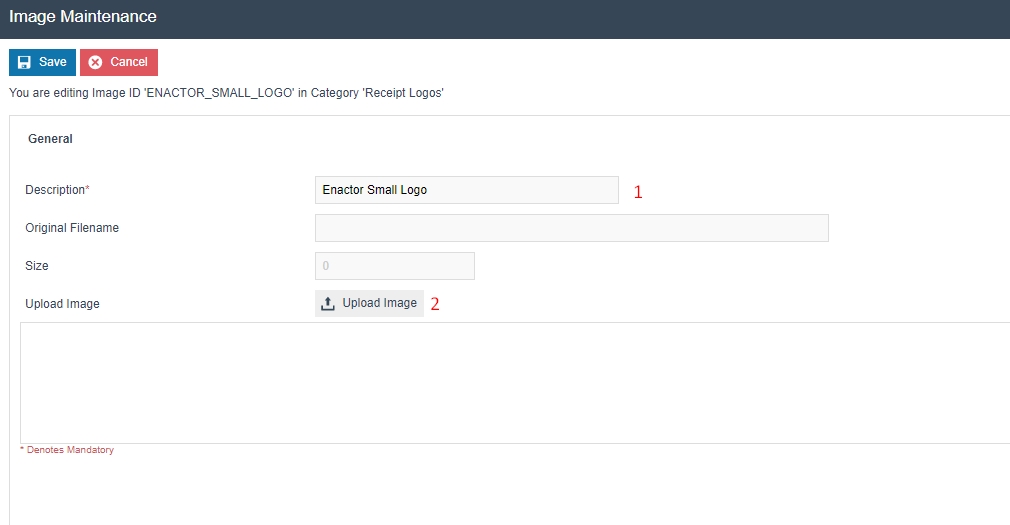 Image Maintenance
Save Cancel
You are editing Image ID 'ENACTOR_SMALL_LOGO' in Category 'Receipt Logos'
General
Description* Enactor Small Logo 1
Original Filename
Size 0
Upload Image Upload Image 2
* Denotes Mandatory